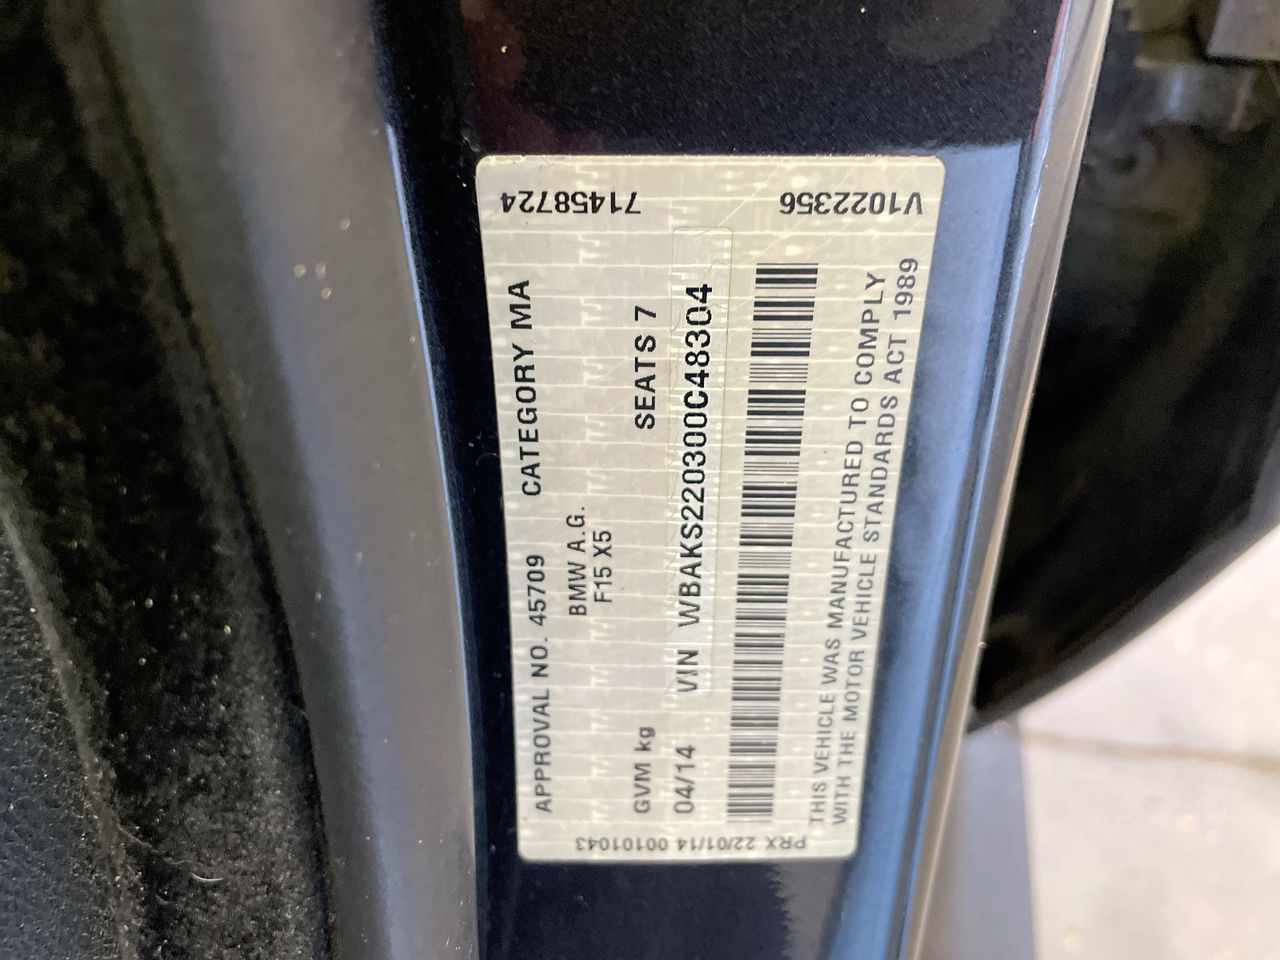 APPROVAL NO. 45709 CATEGORY MA
BMW A.G.
F15 X5
GVM kg SEATS 7
04/14 VIN WBAKS220300C48304
THIS VEHICLE WAS MANUFACTURED TO COMPLY
WITH THE MOTOR VEHICLE STANDARDS ACT 1989
71458724
V1022356
PRX 22/01/14 00101043